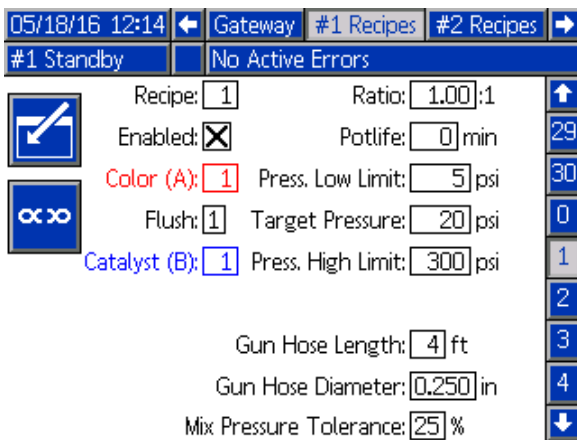 05/18/16 12:14 Gateway #1 Recipes #2 Recipes
#1 Standby No Active Errors
Recipe: 1 Ratio: 1.00 :1
29
Enabled: Potlife: 0 min
Color (A): 1 Press. Low Limit: 5 psi
30
Flush: 1 Target Pressure: 20 psi
0
Catalyst (B): 1 Press. High Limit: 300 psi
1
2
Gun Hose Length: 4 ft
3
Gun Hose Diameter: 0.250 in
4
Mix Pressure Tolerance: 25 %